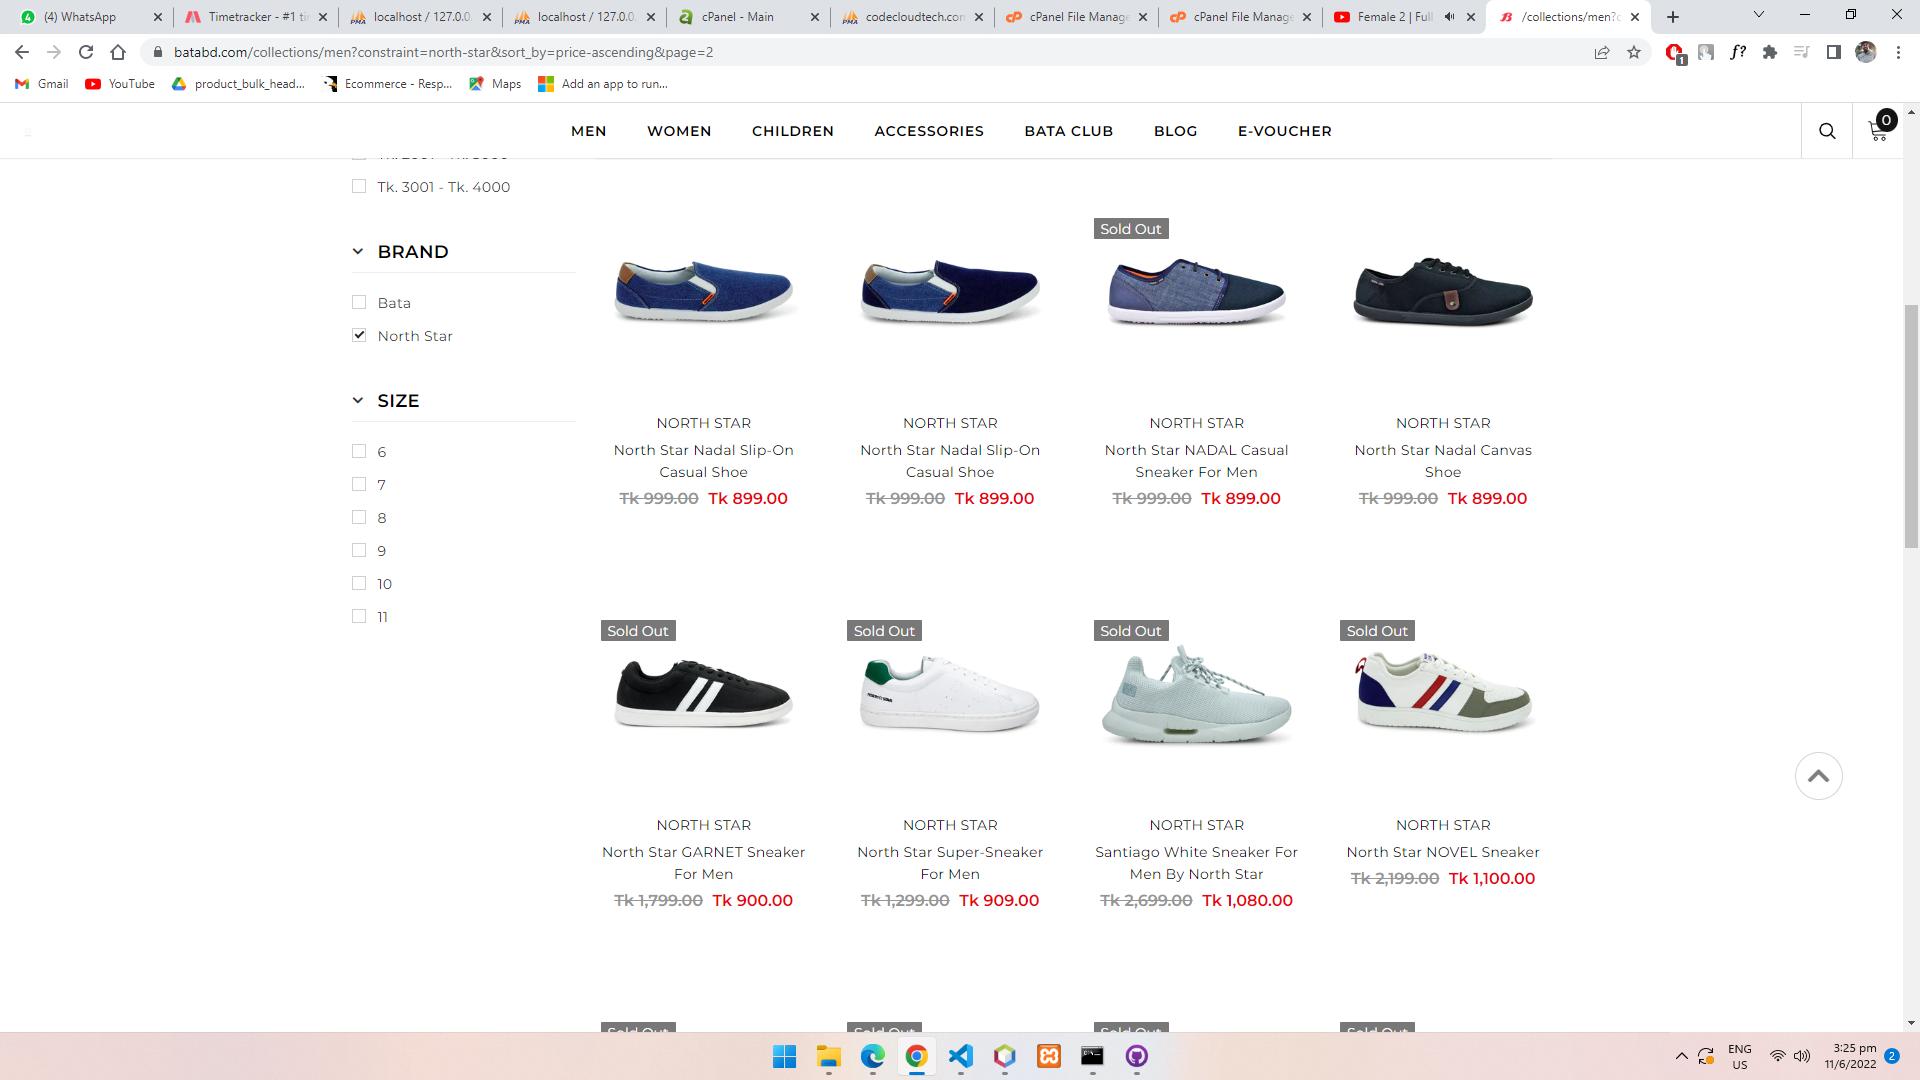 (4) WhatsApp
Timetracker - #1 ti
localhost / 127.0.0.
localhost / 127.0.0.
cPanel - Main
codecloudtech.com
cPanel File Manage
cPanel File Manage
Female 2 | Full
/collections/men?c
batabd.com/collections/men?constraint=north-star&sort_by=price-ascending&page=2
1
f?
Gmail
YouTube
product_bulk_head...
Ecommerce - Resp...
Maps
Add an app to run...
MEN
WOMEN
CHILDREN
ACCESSORIES
BATA CLUB
BLOG
E-VOUCHER
0
Tk. 3001 - Tk. 4000
BRAND
Bata
North Star
SIZE
6
7
8
9
10
11
NORTH STAR
North Star Nadal Slip-On
Casual Shoe
Tk 999.00 Tk 899.00
NORTH STAR
North Star Nadal Slip-On
Casual Shoe
Tk 999.00 Tk 899.00
Sold Out
NORTH STAR
North Star NADAL Casual
Sneaker For Men
Tk 999.00 Tk 899.00
NORTH STAR
North Star Nadal Canvas
Shoe
Tk 999.00 Tk 899.00
Sold Out
NORTH STAR
North Star GARNET Sneaker
For Men
Tk 1,799.00 Tk 900.00
Sold Out
NORTH STAR
North Star Super-Sneaker
For Men
Tk 1,299.00 Tk 909.00
Sold Out
NORTH STAR
Santiago White Sneaker For
Men By North Star
Tk 2,699.00 Tk 1,080.00
Sold Out
NORTH STAR
North Star NOVEL Sneaker
Tk 2,199.00 Tk 1,100.00
Sold Out
Sold Out
Sold Out
Sold Out
ENG
US
3:25 pm
11/6/2022
2